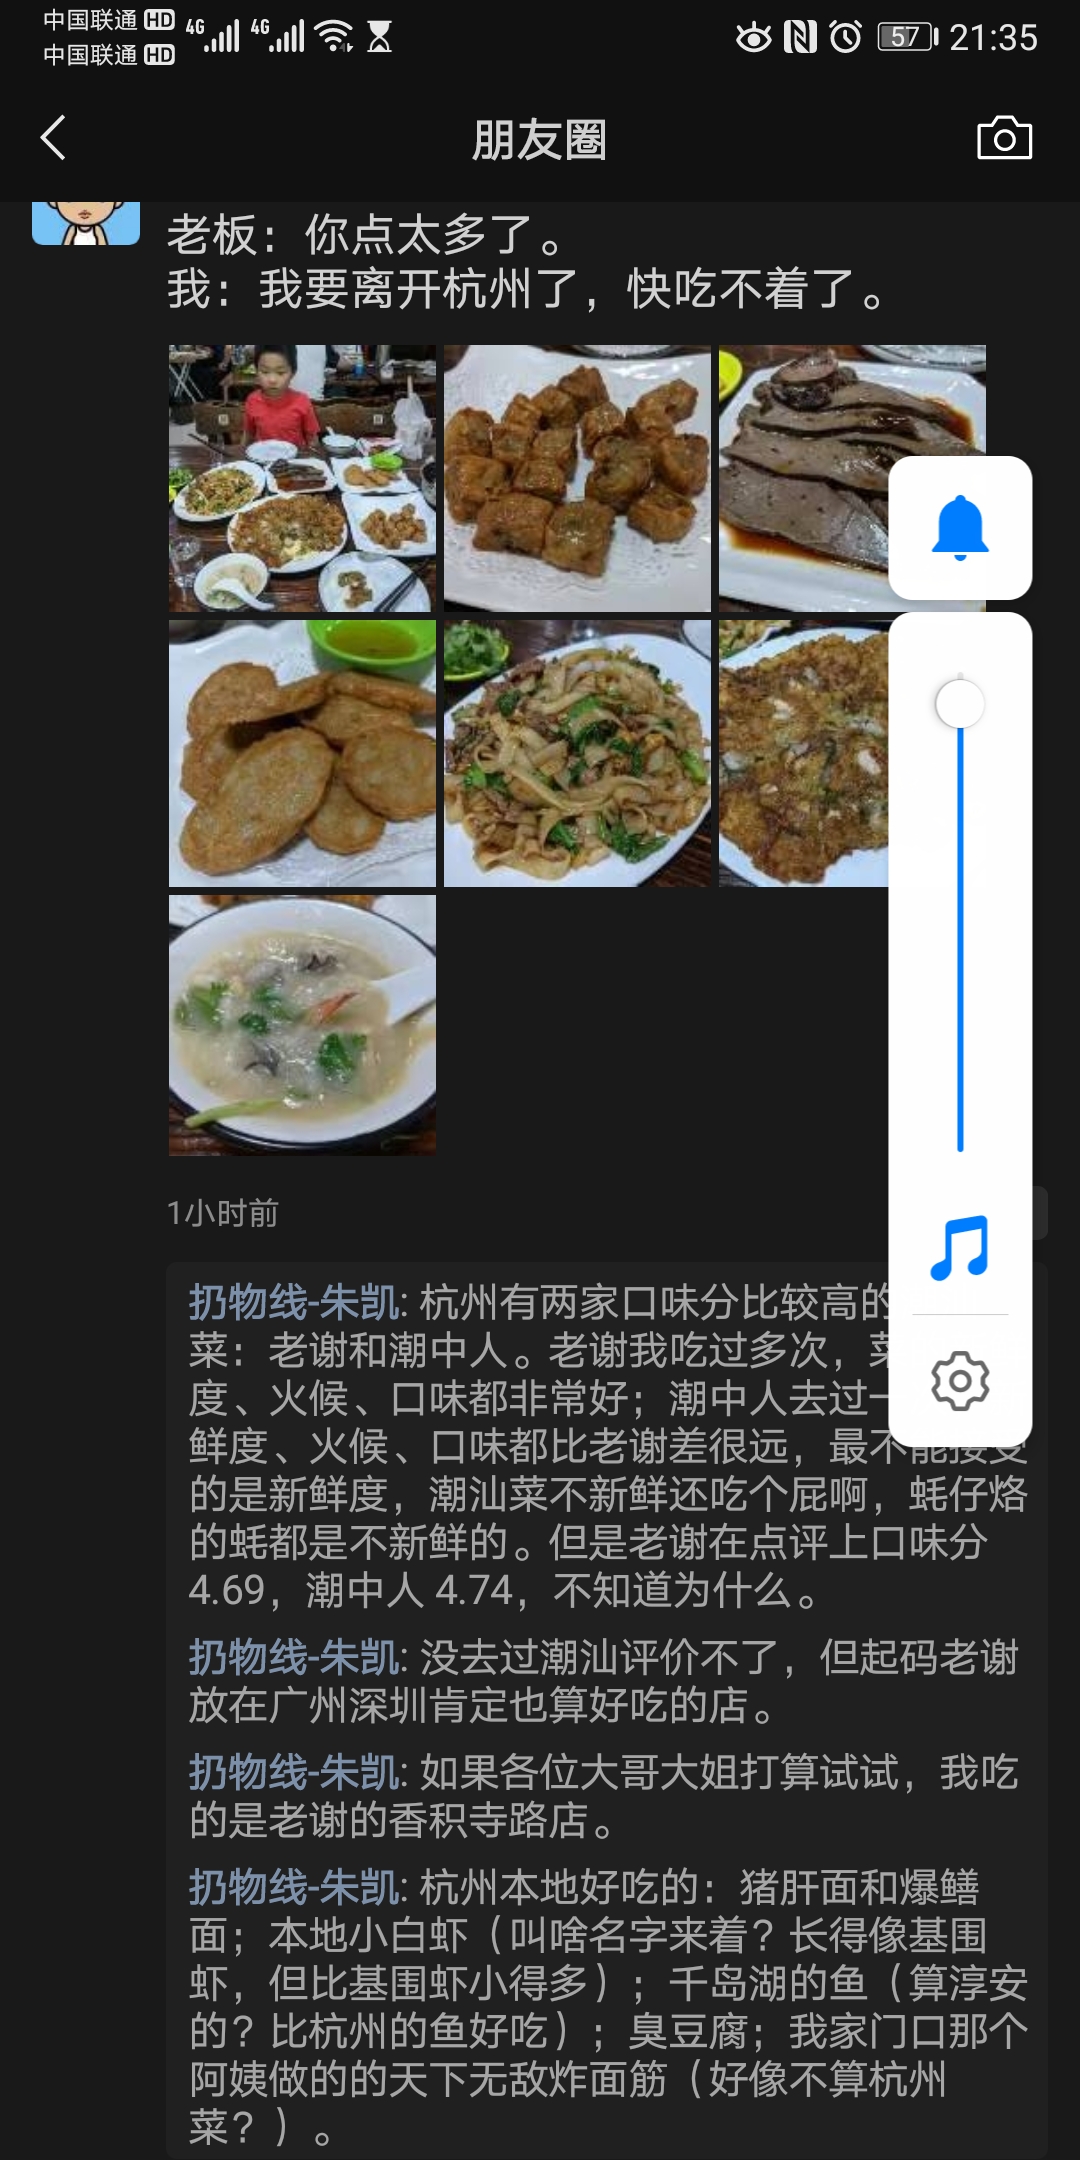 中国联通 HD 4G 4G 57 21:35
中国联通 HD
朋友圈
老板：你点太多了。
我：我要离开杭州了，快吃不着了。
1小时前
扔物线-朱凯: 杭州有两家口味分比较高的
菜：老谢和潮中人。老谢我吃过多次，
度、火候、口味都非常好；潮中人去过一
鲜度、火候、口味都比老谢差很远，最不能接受
的是新鲜度，潮汕菜不新鲜还吃个屁啊，蚝仔烙
的蚝都是不新鲜的。但是老谢在点评上口味分
4.69，潮中人 4.74，不知道为什么。
扔物线-朱凯: 没去过潮汕评价不了，但起码老谢
放在广州深圳肯定也算好吃的店。
扔物线-朱凯: 如果各位大哥大姐打算试试，我吃
的是老谢的香积寺路店。
扔物线-朱凯: 杭州本地好吃的：猪肝面和爆鳝
面；本地小白虾（叫啥名字来着？长得像基围
虾，但比基围虾小得多）；千岛湖的鱼（算淳安
的？比杭州的鱼好吃）；臭豆腐；我家门口那个
阿姨做的的天下无敌炸面筋（好像不算杭州
菜？）。